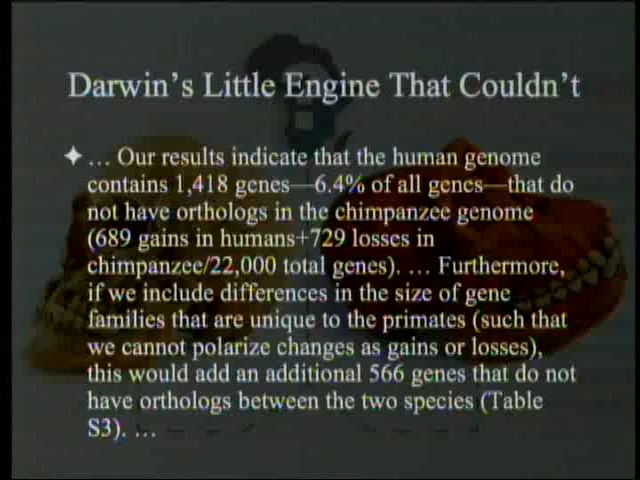 Darwin's Little Engine That Couldn't
… Our results indicate that the human genome
contains 1,418 genes—6.4% of all genes—that do
not have orthologs in the chimpanzee genome
(689 gains in humans+729 losses in
chimpanzee/22,000 total genes). … Furthermore,
if we include differences in the size of gene
families that are unique to the primates (such that
we cannot polarize changes as gains or losses),
this would add an additional 566 genes that do not
have orthologs between the two species (Table
S3). …